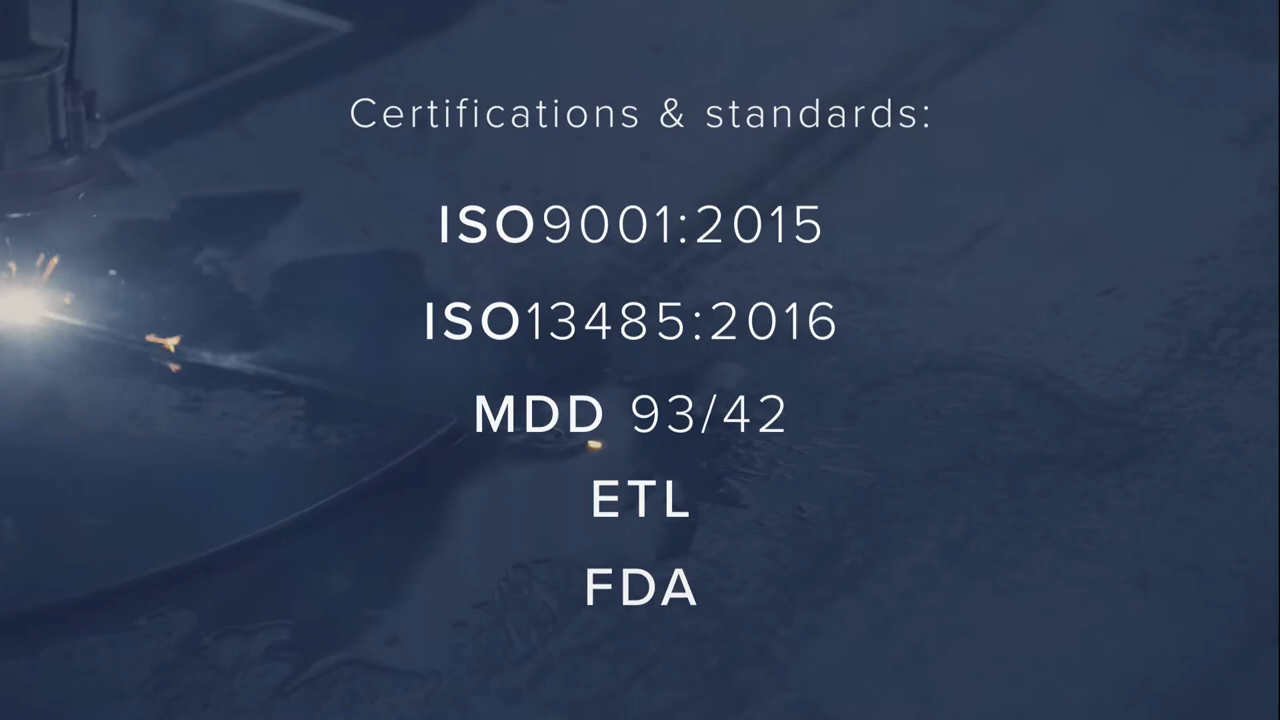 Certifications & standards:
ISO9001:2015
ISO13485:2016
MDD 93/42
ETL
FDA